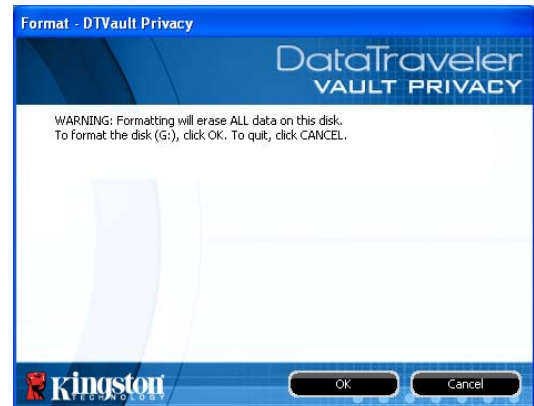 Format - DTVault Privacy
DataTraveler
VAULT PRIVACY
WARNING: Formatting will erase ALL data on this disk.
To format the disk (G:), click OK. To quit, click CANCEL.
Kingston
TECHNOLOGY
OK
Cancel